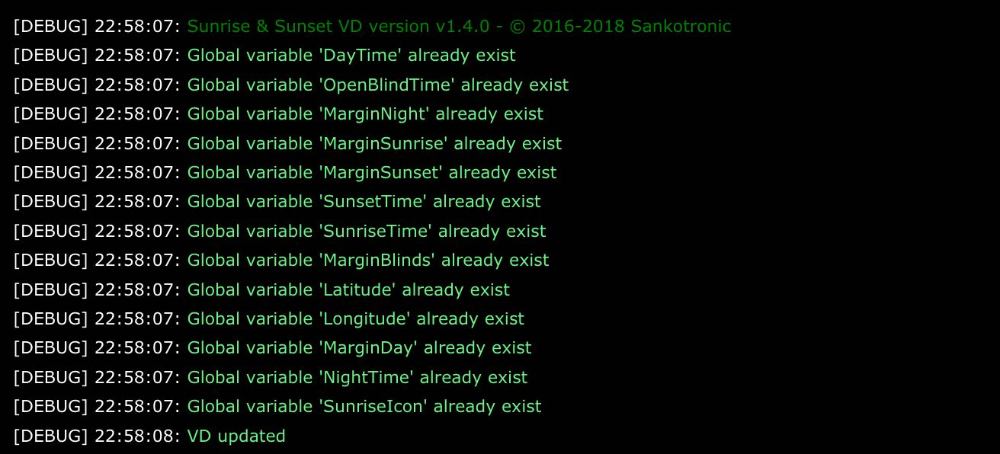 [DEBUG] 22:58:07: Sunrise & Sunset VD version v1.4.0 - © 2016-2018 Sankotronic
[DEBUG] 22:58:07: Global variable 'DayTime' already exist
[DEBUG] 22:58:07: Global variable 'OpenBlindTime' already exist
[DEBUG] 22:58:07: Global variable 'MarginNight' already exist
[DEBUG] 22:58:07: Global variable 'MarginSunrise' already exist
[DEBUG] 22:58:07: Global variable 'MarginSunset' already exist
[DEBUG] 22:58:07: Global variable 'SunsetTime' already exist
[DEBUG] 22:58:07: Global variable 'SunriseTime' already exist
[DEBUG] 22:58:07: Global variable 'MarginBlinds' already exist
[DEBUG] 22:58:07: Global variable 'Latitude' already exist
[DEBUG] 22:58:07: Global variable 'Longitude' already exist
[DEBUG] 22:58:07: Global variable 'MarginDay' already exist
[DEBUG] 22:58:07: Global variable 'NightTime' already exist
[DEBUG] 22:58:07: Global variable 'SunriseIcon' already exist
[DEBUG] 22:58:08: VD updated